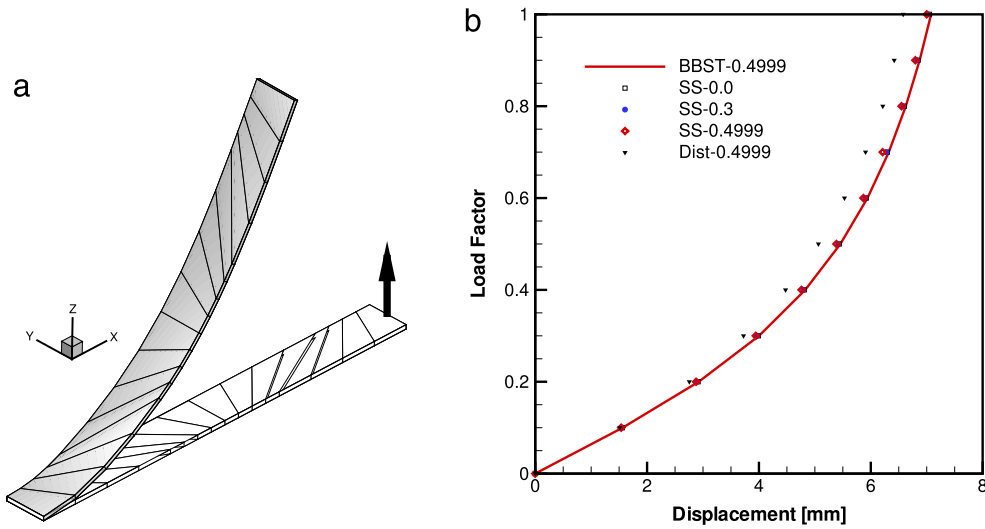 a
Z
Y
X
b
BBST-0.4999
SS-0.0
SS-0.3
SS-0.4999
Dist-0.4999
Load Factor
1
0.8
0.6
0.4
0.2
0
0 2 4 6 8
Displacement [mm]